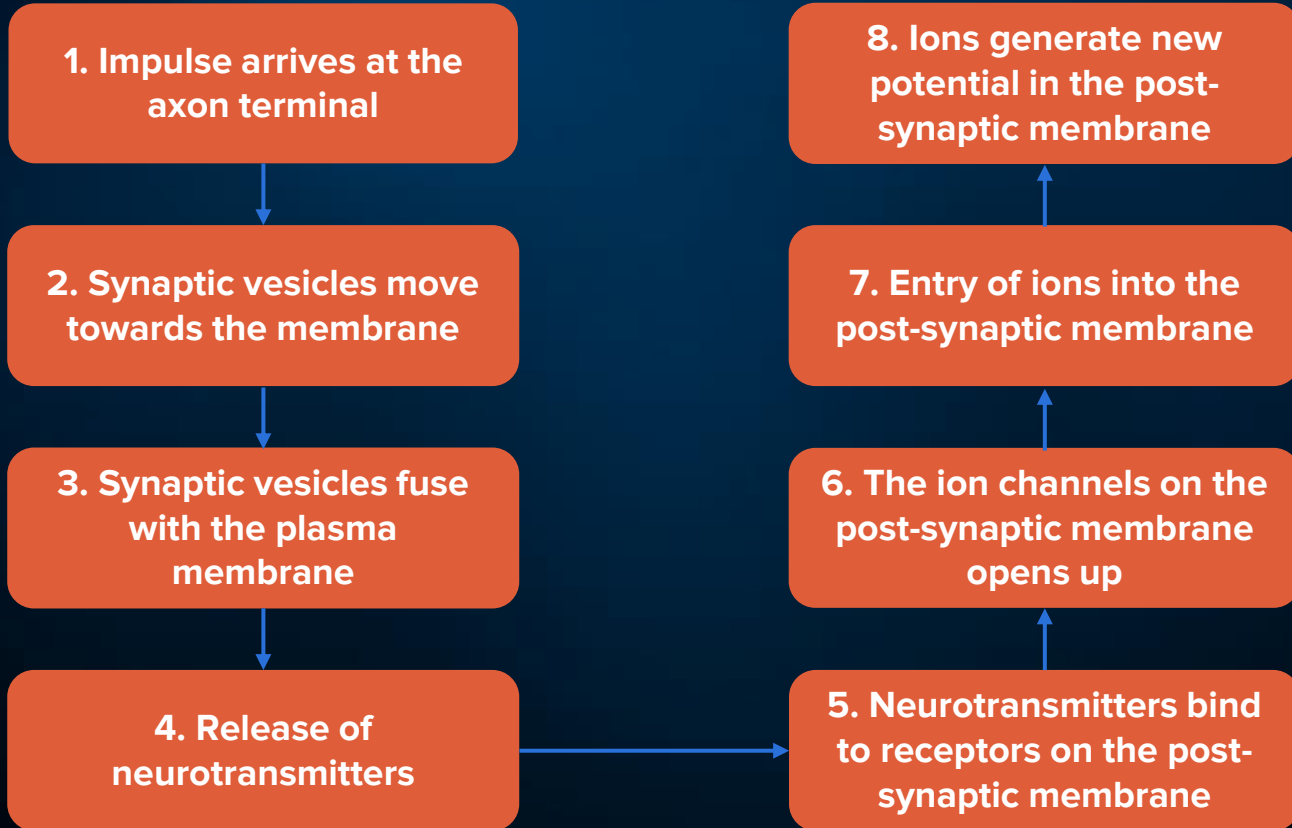 1. Impulse arrives at the
axon terminal
2. Synaptic vesicles move
towards the membrane
3. Synaptic vesicles fuse
with the plasma
membrane
4. Release of
neurotransmitters
5. Neurotransmitters bind
to receptors on the post-
synaptic membrane
6. The ion channels on the
post-synaptic membrane
opens up
7. Entry of ions into the
post-synaptic membrane
8. Ions generate new
potential in the post-
synaptic membrane